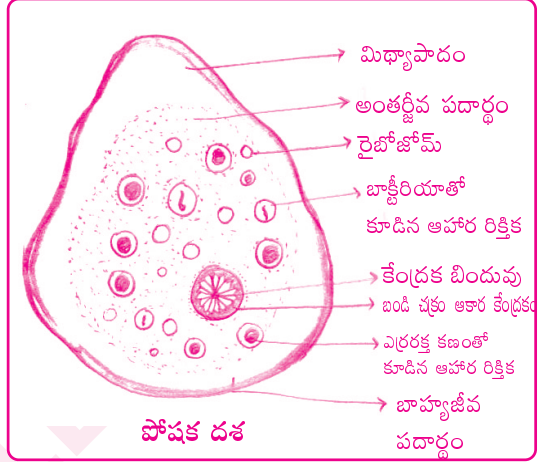 మిథ్యాపాదం
అంతర్జీవ పదార్థం
రైబోజోమ్
బాక్టీరియాతో
కూడిన ఆహార రిక్తిక
కేంద్రక బిందువు
బండి చక్రు ఆకార కేంద్రకం
ఎర్రరక్త కణంతో
కూడిన ఆహార రిక్తిక
బాహ్యజీవ
పదార్థం
పోషక దశ